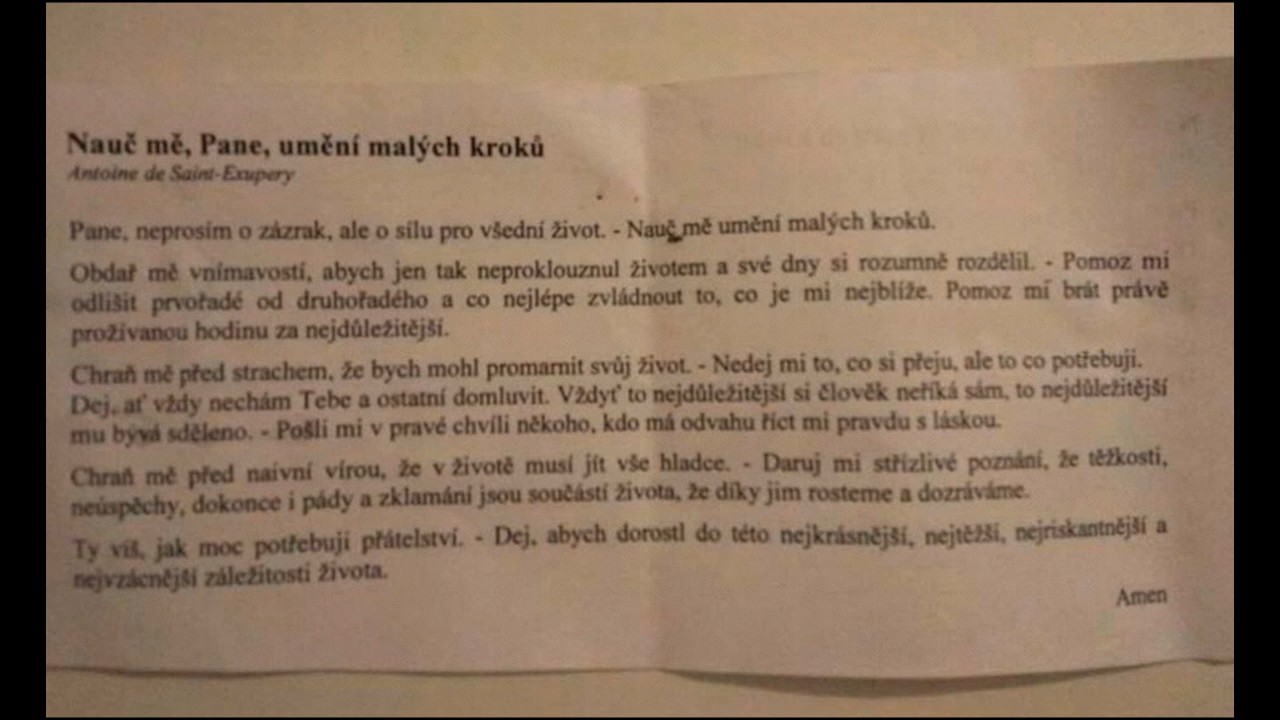 Nauč mě, Pane, umění malých kroků
Antoine de Saint-Exupery
Pane, neprosím o zázrak, ale o sílu pro všední život. - Nauč mě umění malých kroků.
Obdař mě vnímavostí, abych jen tak neproklouznul životem a své dny si rozumně rozdělil. - Pomoz mi
odlišit prvořadé od druhořadého a co nejlépe zvládnout to, co je mi nejblíže. Pomoz mi brát právě
prožívanou hodinu za nejdůležitější.
Chraň mě před strachem, že bych mohl promarnit svůj život. - Nedej mi to, co si přeju, ale to co potřebuji.
Dej, ať vždy nechám Tebe a ostatní domluvit. Vždyť to nejdůležitější si člověk neříká sám, to nejdůležitější
mu bývá sděleno. - Pošli mi v pravé chvíli někoho, kdo má odvahu říct mi pravdu s láskou.
Chraň mě před naivní vírou, že v životě musí jít vše hladce. - Daruj mi střízlivé poznání, že těžkosti,
neúspěchy, dokonce i pády a zklamání jsou součástí života, že díky jim rosteme a dozráváme.
Ty víš, jak moc potřebuji přátelství. - Dej, abych dorostl do této nejkrásnější, nejtěžší, nejriskantnější a
nejvzácnější záležitosti života.
Amen